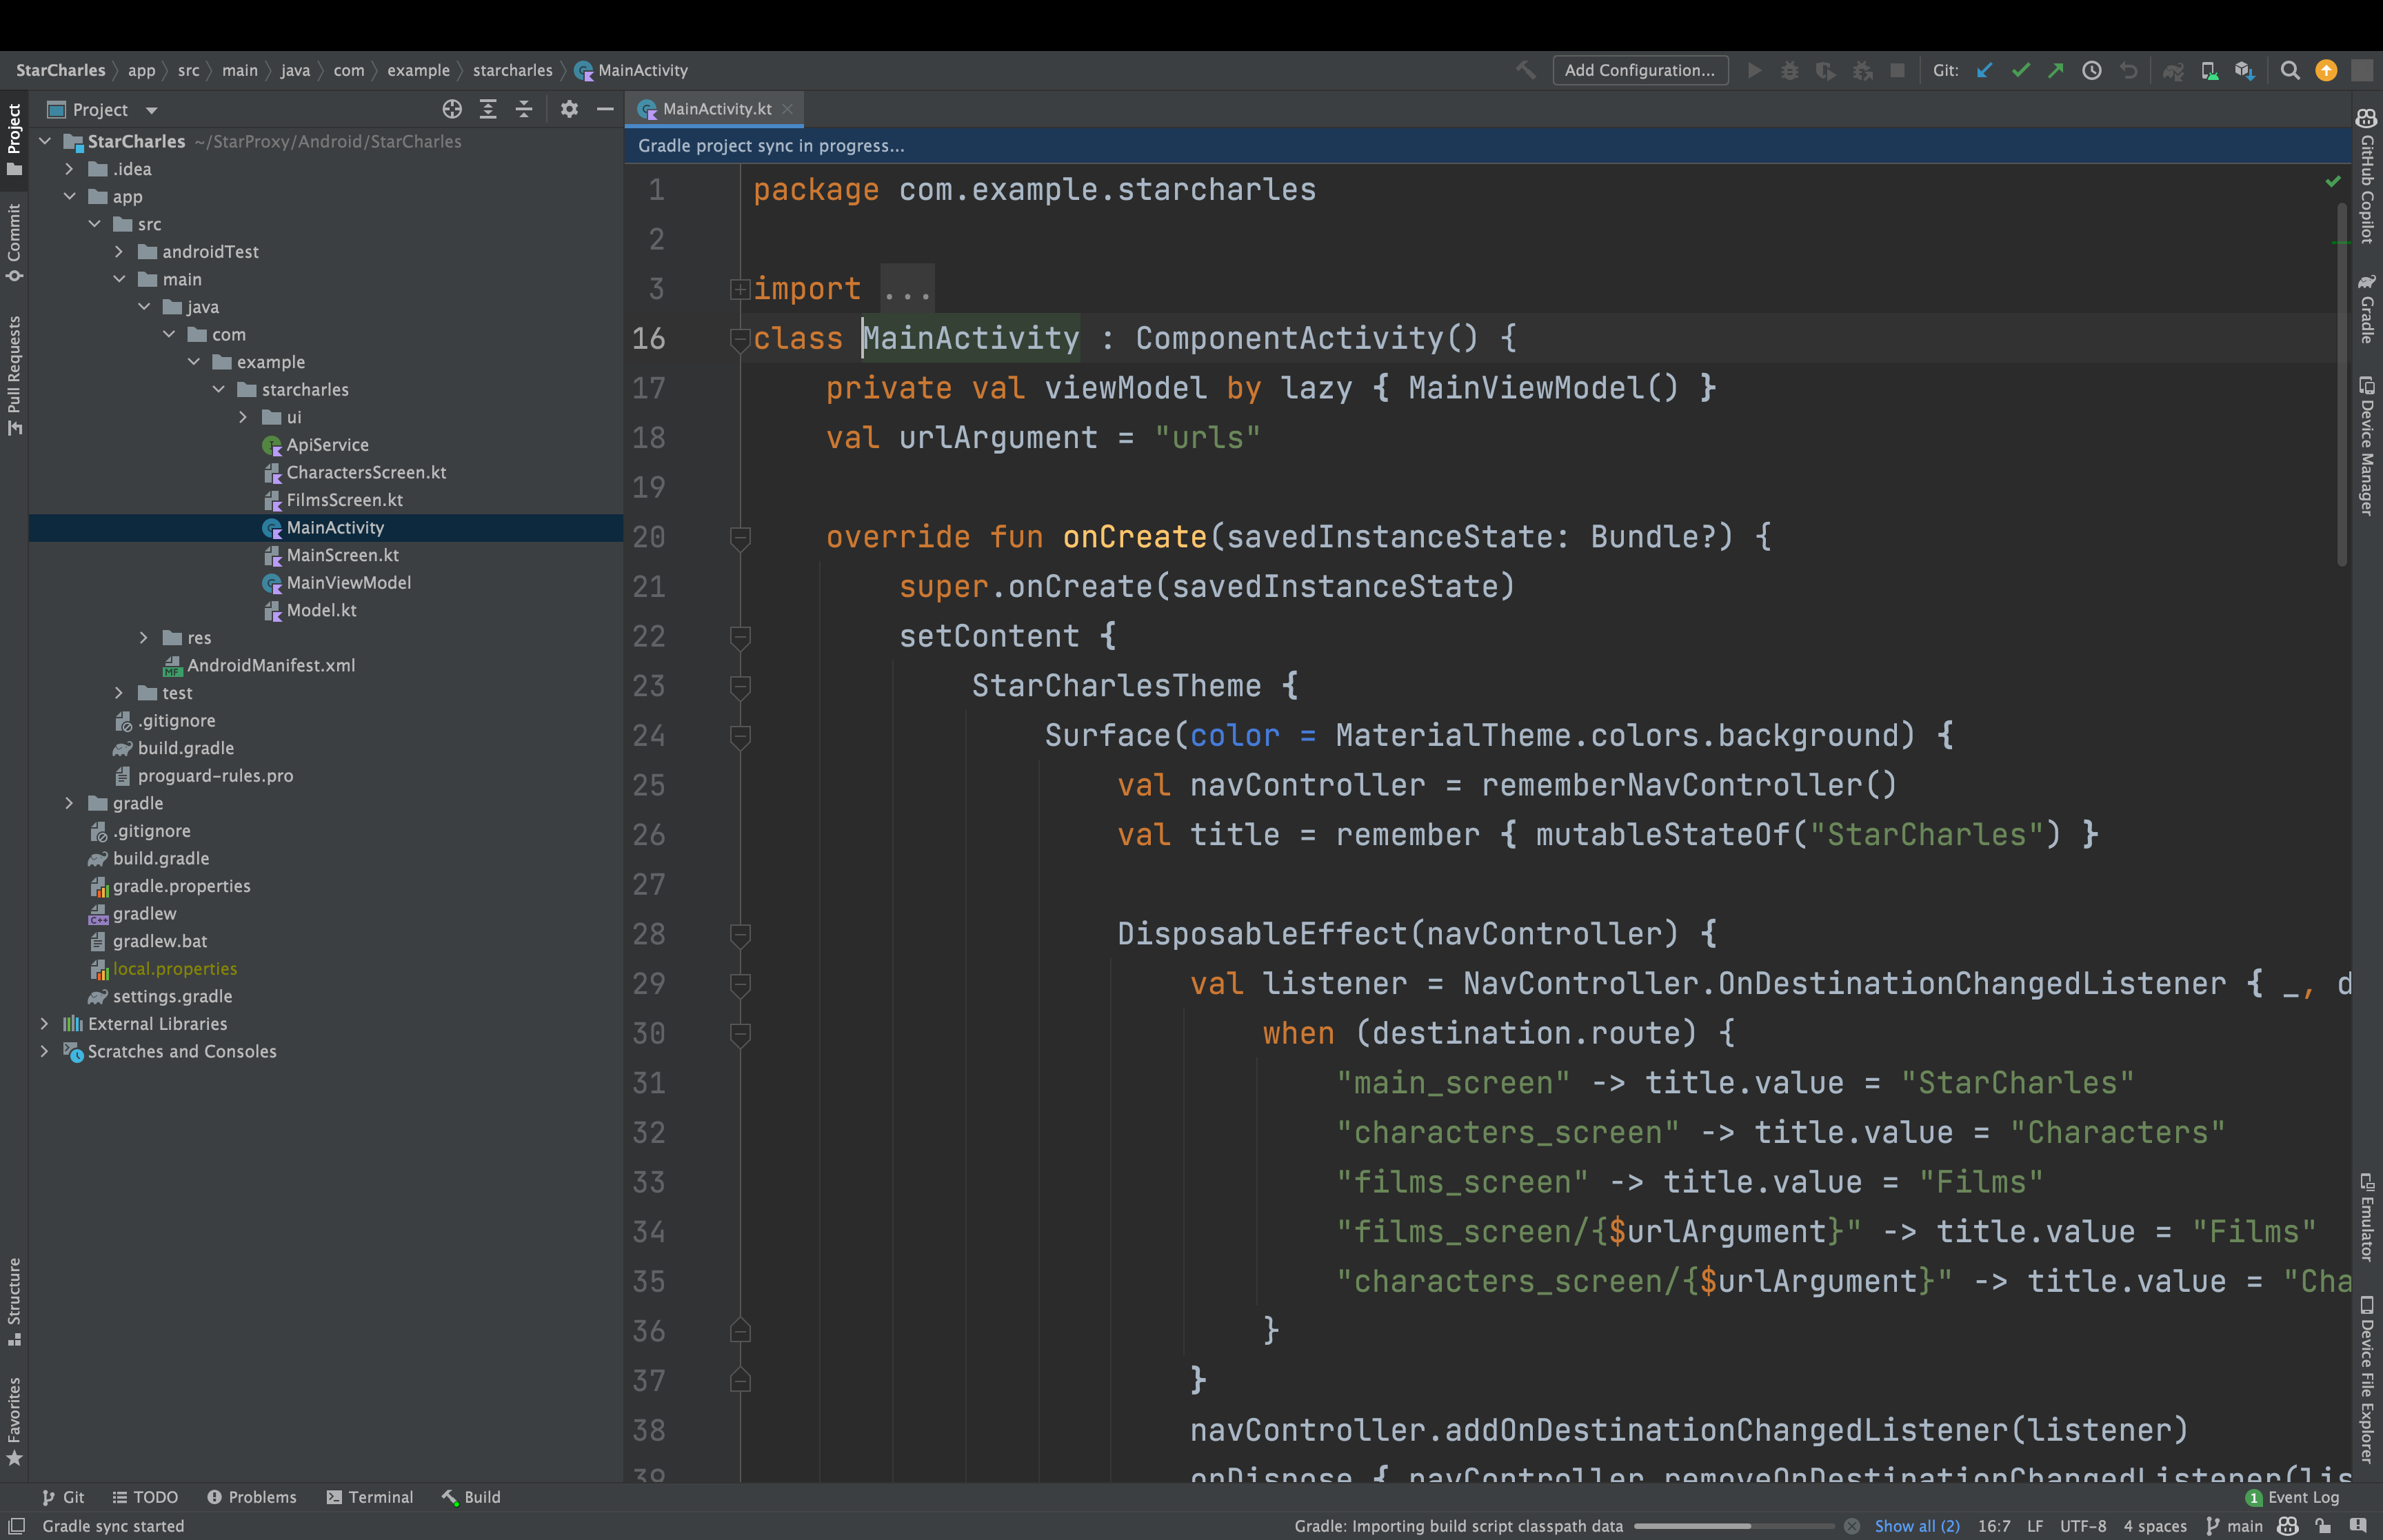 StarCharles app src main java com example starcharles MainActivity
Add Configuration...
Git:
Project
MainActivity.kt
Gradle project sync in progress...
Project
Commit
Pull Requests
Structure
Favorites
StarCharles ~/StarProxy/Android/StarCharles
.idea
app
src
androidTest
main
java
com
example
starcharles
ui
ApiService
CharactersScreen.kt
FilmsScreen.kt
MainActivity
MainScreen.kt
MainViewModel
Model.kt
res
AndroidManifest.xml
test
.gitignore
build.gradle
proguard-rules.pro
gradle
.gitignore
build.gradle
gradle.properties
gradlew
gradlew.bat
local.properties
settings.gradle
External Libraries
Scratches and Consoles
1 package com.example.starcharles
2
3 import ...
16 class MainActivity : ComponentActivity() {
17 private val viewModel by lazy { MainViewModel() }
18 val urlArgument = "urls"
19
20 override fun onCreate(savedInstanceState: Bundle?) {
21 super.onCreate(savedInstanceState)
22 setContent {
23 StarCharlesTheme {
24 Surface(color = MaterialTheme.colors.background) {
25 val navController = rememberNavController()
26 val title = remember { mutableStateOf("StarCharles") }
27
28 DisposableEffect(navController) {
29 val listener = NavController.OnDestinationChangedListener { _, d
30 when (destination.route) {
31 "main_screen" -> title.value = "StarCharles"
32 "characters_screen" -> title.value = "Characters"
33 "films_screen" -> title.value = "Films"
34 "films_screen/{$urlArgument}" -> title.value = "Films"
35 "characters_screen/{$urlArgument}" -> title.value = "Cha
36 }
37 }
38 navController.addOnDestinationChangedListener(listener)
39 onDispose { navController.removeOnDestinationChangedListener(lis
GitHub Copilot
Gradle
Device Manager
Emulator
Device File Explorer
Git TODO Problems Terminal Build
1 Event Log
Gradle sync started
Gradle: Importing build script classpath data Show all (2) 16:7 LF UTF-8 4 spaces main